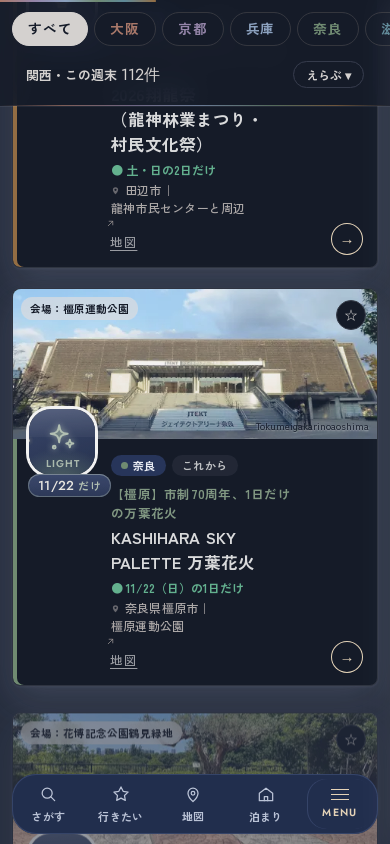 すべて
大阪
京都
兵庫
奈良
関西・この週末 112件
えらぶ ▾
（龍神林業まつり・
村民文化祭）
土・日の2日だけ
田辺市｜
龍神市民センターと周辺
↗
地図
→
会場：橿原運動公園
☆
JTEKT
ジェイテクトアリーナ奈良
Tokumeigakarinoaoshima
LIGHT
11/22 だけ
奈良
これから
【橿原】市制70周年、1日だけ
の万葉花火
KASHIHARA SKY
PALETTE 万葉花火
11/22（日）の1日だけ
奈良県橿原市｜
橿原運動公園
↗
地図
→
会場：花博記念公園鶴見緑地
☆
さがす
行きたい
地図
泊まり
MENU